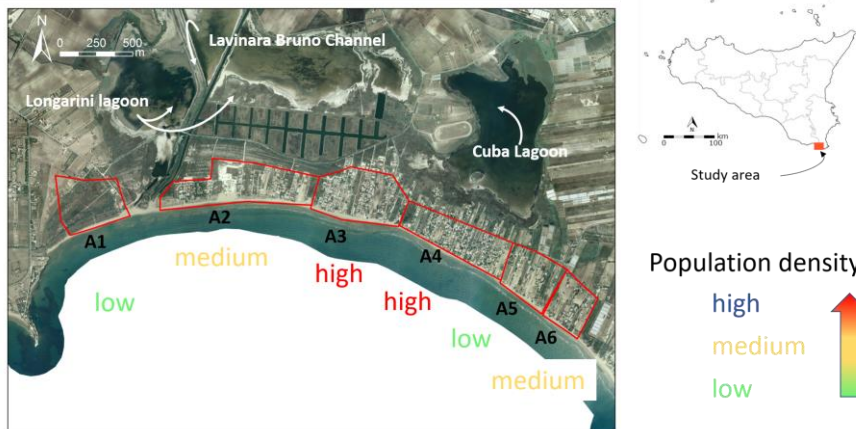 N
0 250 500
m
Lavinara Bruno Channel
Longarini lagoon
Cuba Lagoon
A1
A2
A3
A4
A5
A6
low
medium
high
high
low
medium
N
km
0 100
Study area
Population density
high
medium
low